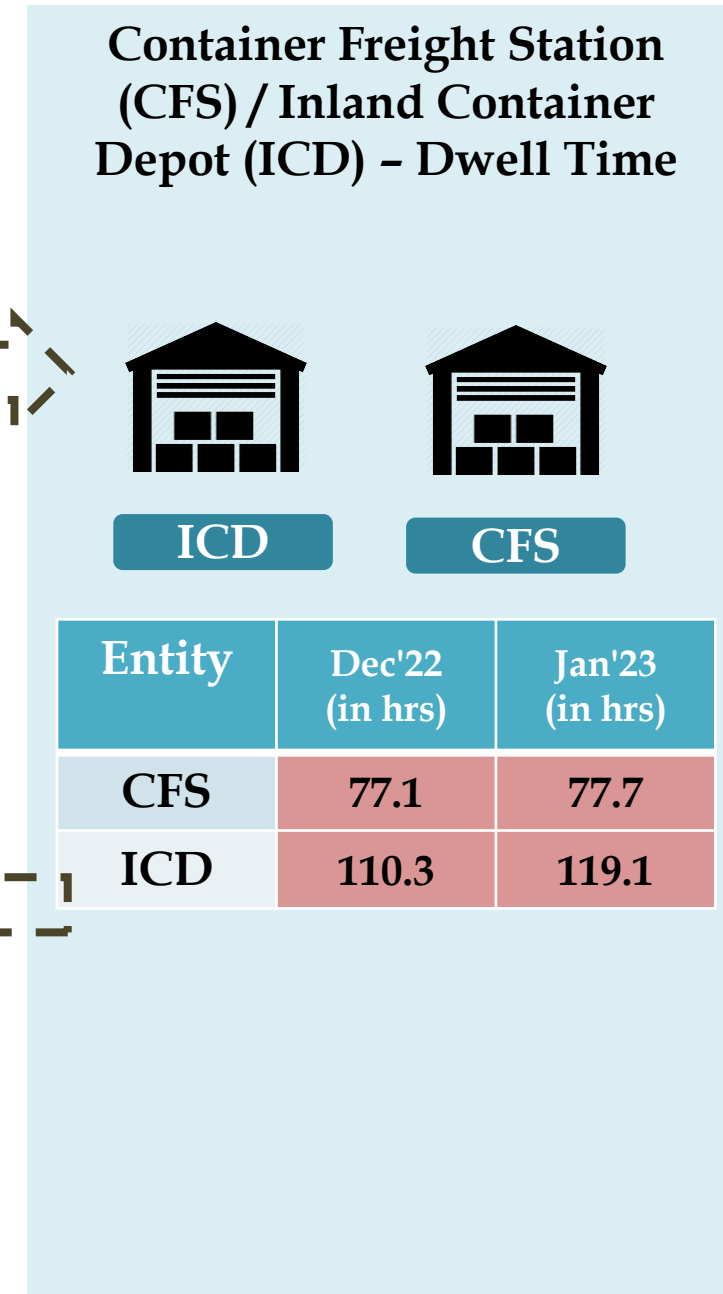 Container Freight Station
(CFS) / Inland Container
Depot (ICD) – Dwell Time
ICD CFS
Entity Dec'22 (in hrs) Jan'23 (in hrs)
CFS 77.1 77.7
ICD 110.3 119.1